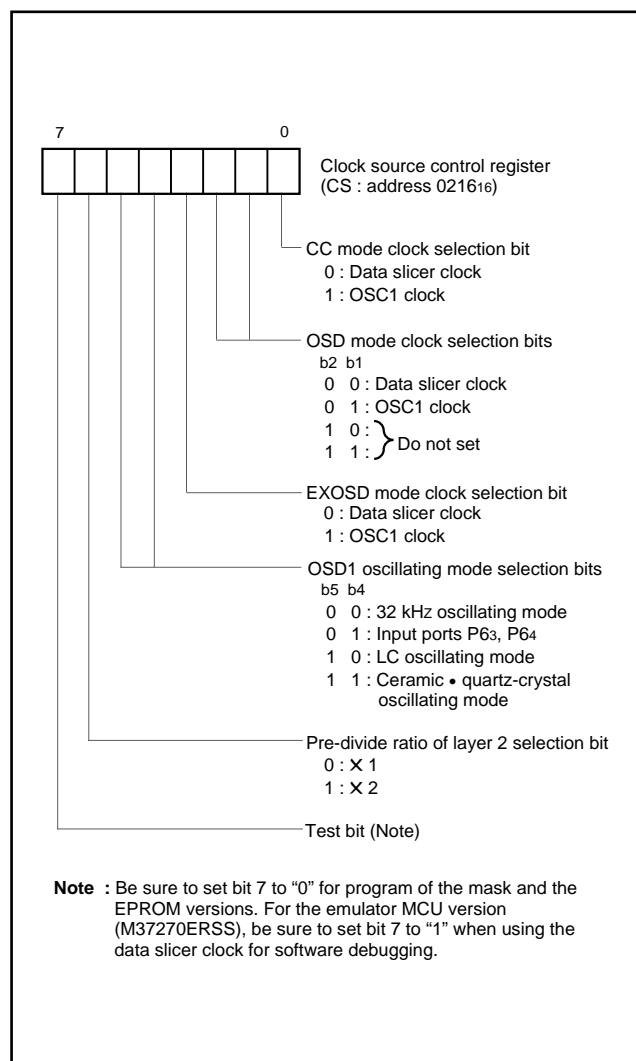 7 0
Clock source control register
(CS : address 021616)
CC mode clock selection bit
0 : Data slicer clock
1 : OSC1 clock
OSD mode clock selection bits
b2 b1
0 0 : Data slicer clock
0 1 : OSC1 clock
1 0 :
Do not set
1 1 :
EXOSD mode clock selection bit
0 : Data slicer clock
1 : OSC1 clock
OSD1 oscillating mode selection bits
b5 b4
0 0 : 32 kHz oscillating mode
0 1 : Input ports P63, P64
1 0 : LC oscillating mode
1 1 : Ceramic • quartz-crystal
oscillating mode
Pre-divide ratio of layer 2 selection bit
0 : ✕ 1
1 : ✕ 2
Test bit (Note)
Note : Be sure to set bit 7 to “0” for program of the mask and the
EPROM versions. For the emulator MCU version
(M37270ERSS), be sure to set bit 7 to “1” when using the
data slicer clock for software debugging.